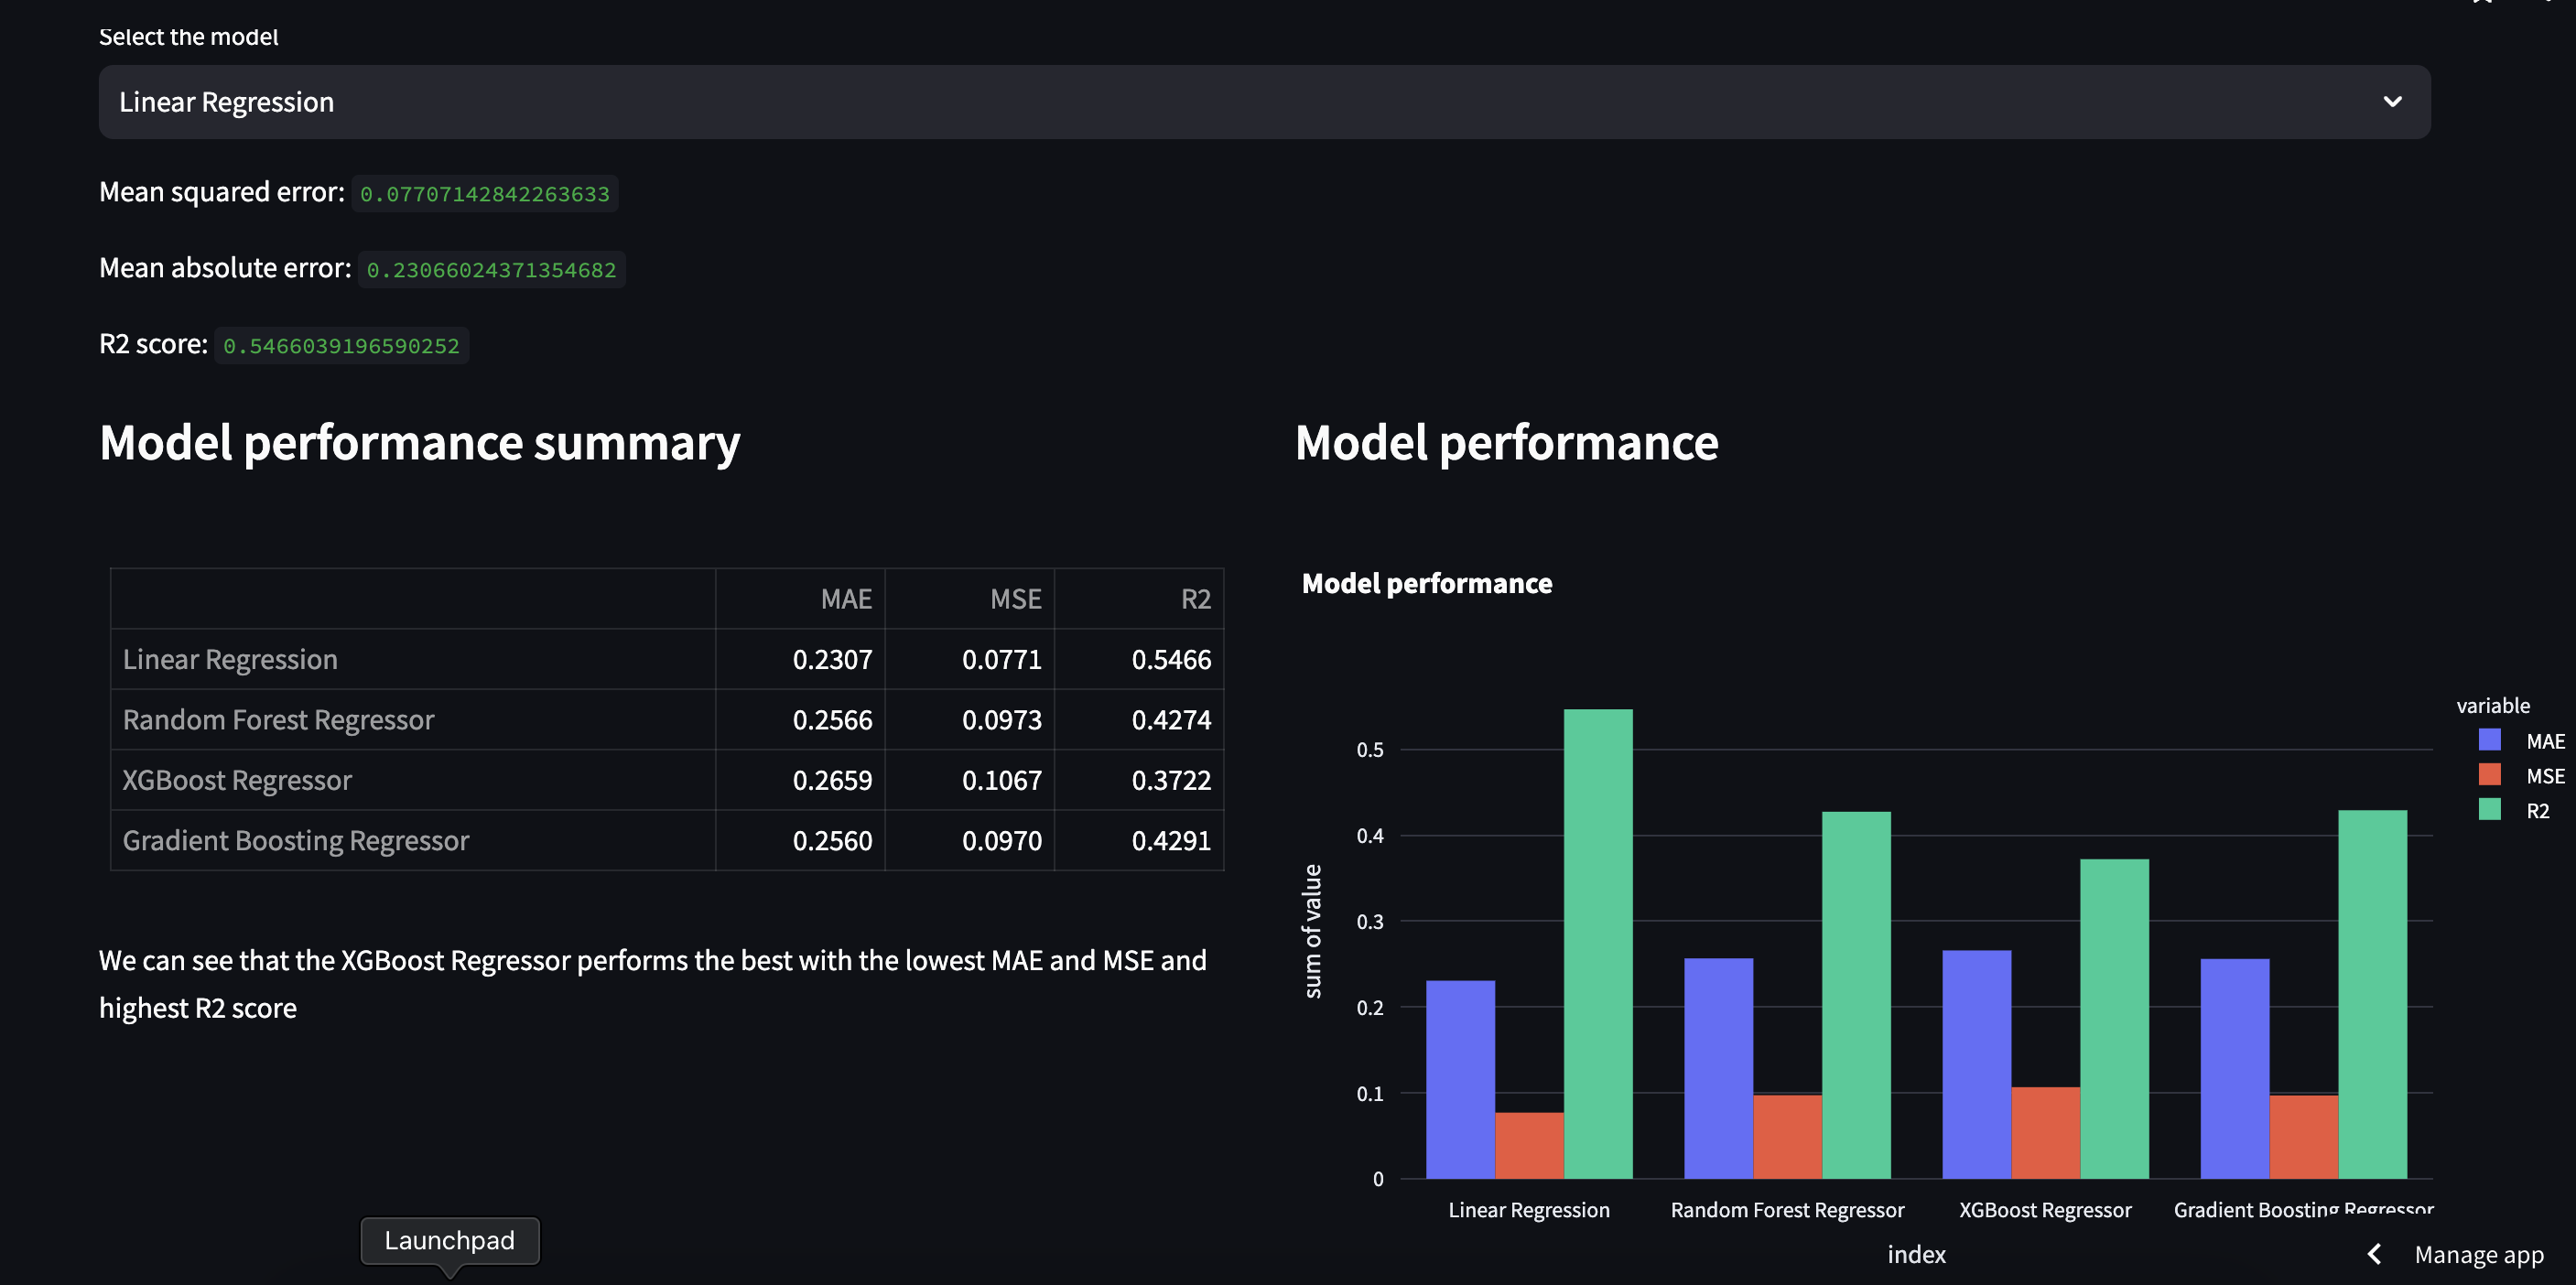 Select the model
Linear Regression
Mean squared error: 0.07707142842263633
Mean absolute error: 0.23066024371354682
R2 score: 0.5466039196590252
Model performance summary
MAE MSE R2
Linear Regression 0.2307 0.0771 0.5466
Random Forest Regressor 0.2566 0.0973 0.4274
XGBoost Regressor 0.2659 0.1067 0.3722
Gradient Boosting Regressor 0.2560 0.0970 0.4291
We can see that the XGBoost Regressor performs the best with the lowest MAE and MSE and
highest R2 score
Model performance
Model performance
variable
MAE
MSE
R2
sum of value
0.5
0.4
0.3
0.2
0.1
0
Linear Regression Random Forest Regressor XGBoost Regressor Gradient Boosting Regressor
index
Launchpad
Manage app